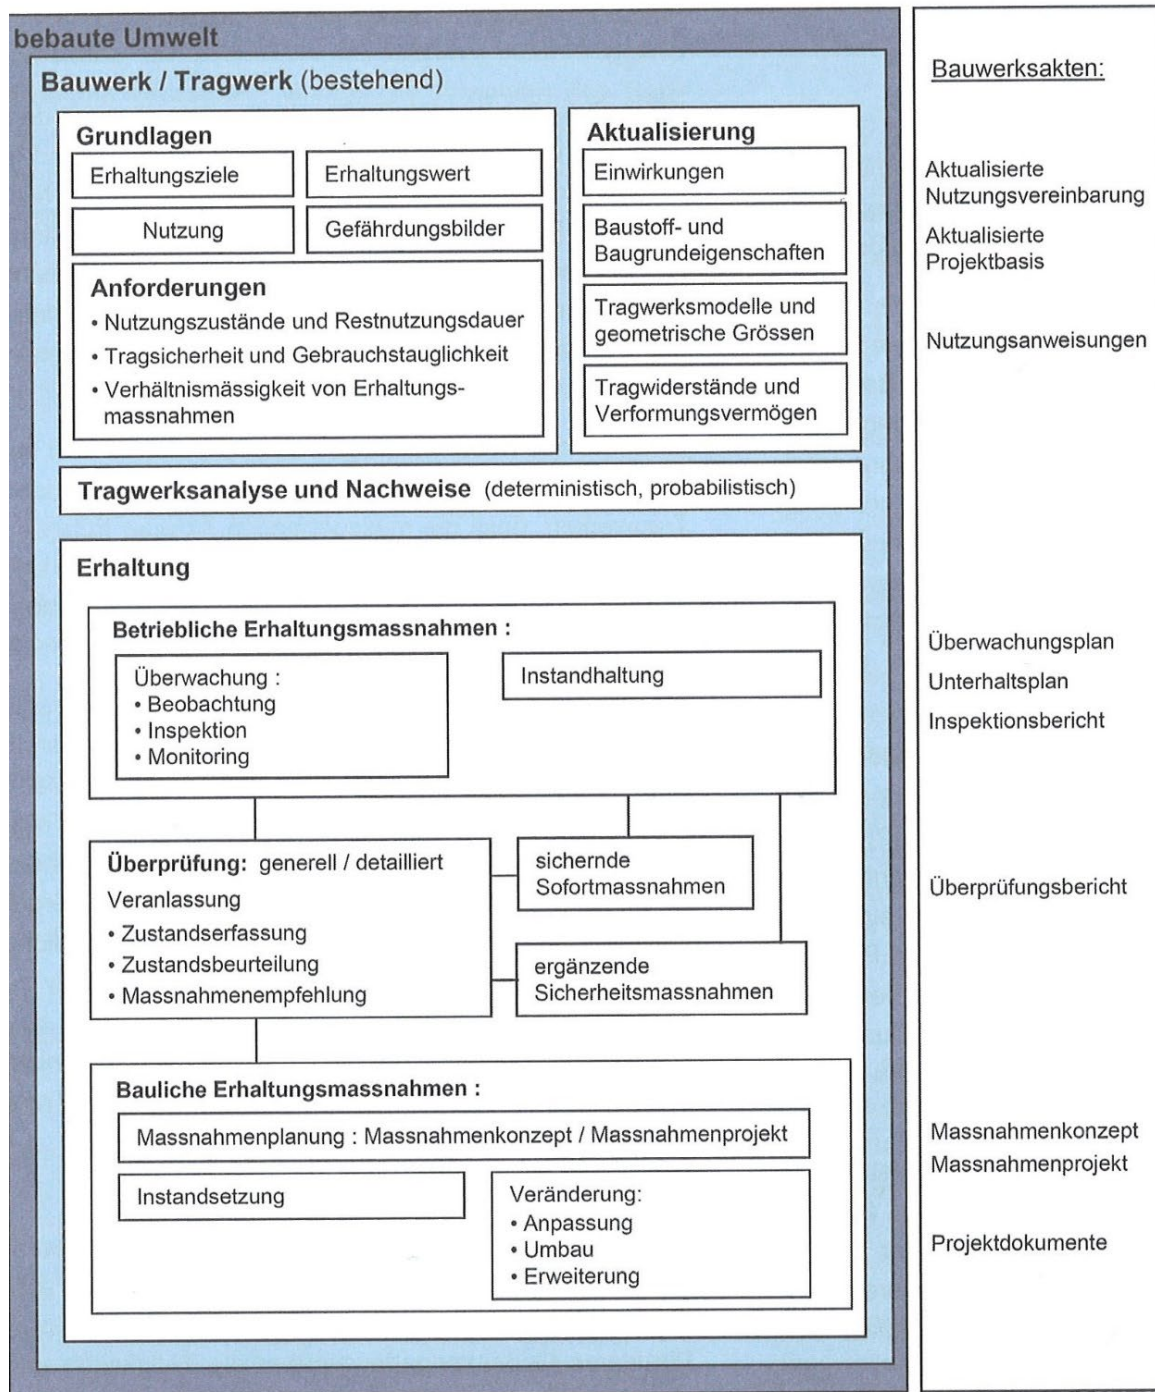 bebaute Umwelt
Bauwerk / Tragwerk (bestehend)
Grundlagen
Erhaltungsziele
Erhaltungswert
Nutzung
Gefährdungsbilder
Anforderungen
• Nutzungszustände und Restnutzungsdauer
• Tragsicherheit und Gebrauchstauglichkeit
• Verhältnismässigkeit von Erhaltungs-
massnahmen
Aktualisierung
Einwirkungen
Baustoff- und
Baugrundeigenschaften
Tragwerksmodelle und
geometrische Grössen
Tragwiderstände und
Verformungsvermögen
Tragwerksanalyse und Nachweise (deterministisch, probabilistisch)
Erhaltung
Betriebliche Erhaltungsmassnahmen :
Überwachung :
• Beobachtung
• Inspektion
• Monitoring
Instandhaltung
Überprüfung: generell / detailliert
Veranlassung
• Zustandserfassung
• Zustandsbeurteilung
• Massnahmenempfehlung
sichernde
Sofortmassnahmen
ergänzende
Sicherheitsmassnahmen
Bauliche Erhaltungsmassnahmen :
Massnahmenplanung : Massnahmenkonzept / Massnahmenprojekt
Instandsetzung
Veränderung:
• Anpassung
• Umbau
• Erweiterung
Bauwerksakten:
Aktualisierte
Nutzungsvereinbarung
Aktualisierte
Projektbasis
Nutzungsanweisungen
Überwachungsplan
Unterhaltsplan
Inspektionsbericht
Überprüfungsbericht
Massnahmenkonzept
Massnahmenprojekt
Projektdokumente